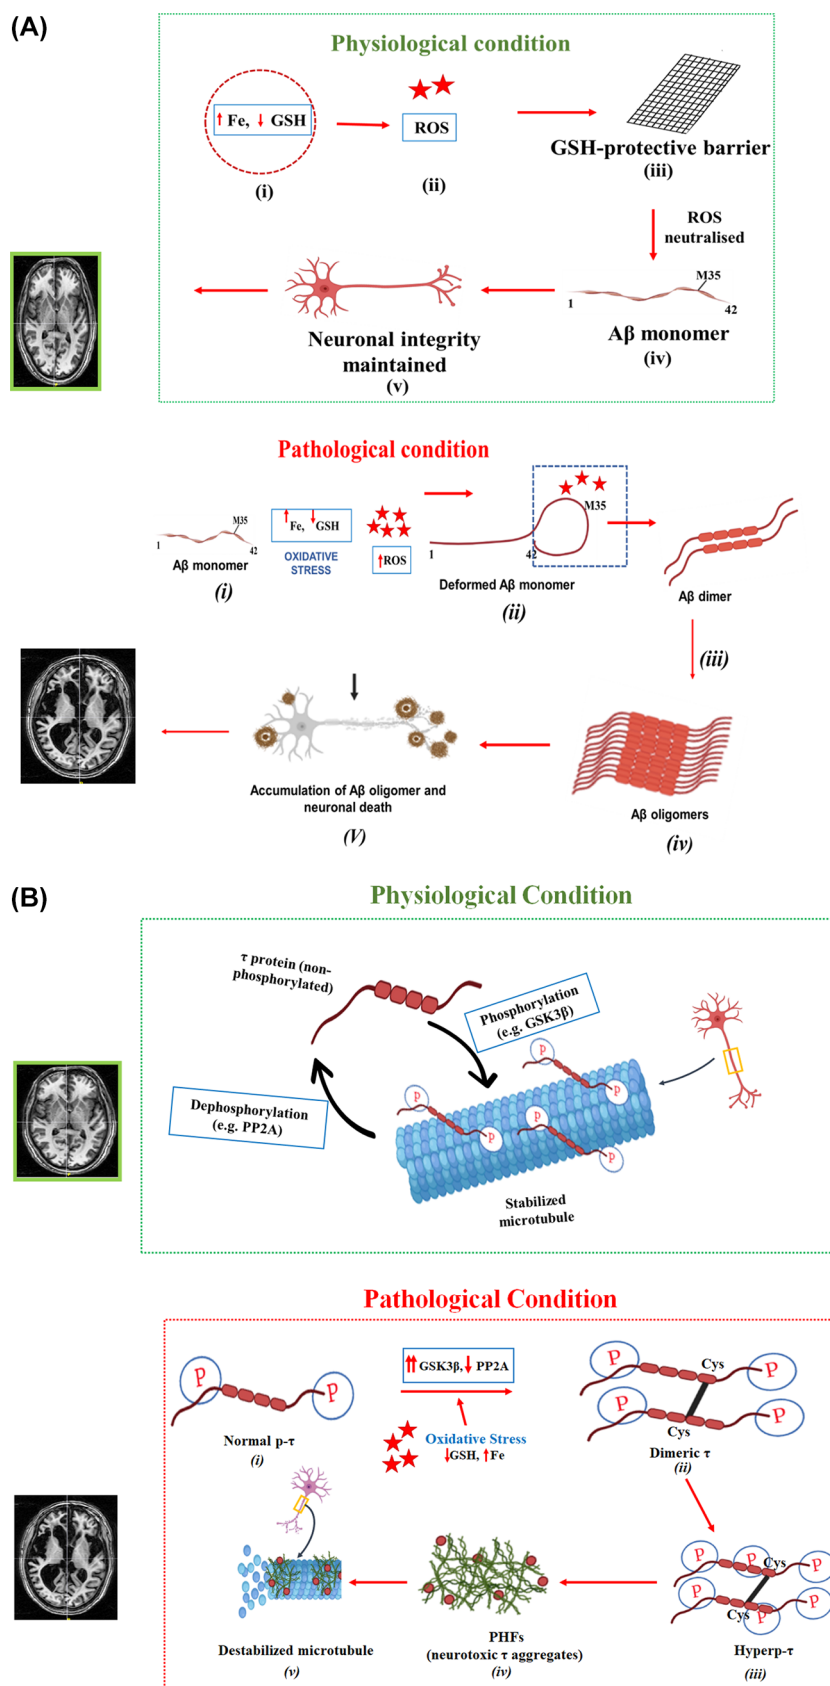 (A)
Physiological condition
↑ Fe, ↓ GSH
(i)
ROS
(ii)
GSH-protective barrier
(iii)
ROS
neutralised
M35
1
42
Aβ monomer
(iv)
Neuronal integrity
maintained
(v)
Pathological condition
M35
1
42
Aβ monomer
(i)
↑Fe, ↓GSH
OXIDATIVE
STRESS
↑ROS
M35
1
42
Deformed Aβ monomer
(ii)
Aβ dimer
(iii)
Aβ oligomers
(iv)
Accumulation of Aβ oligomer and
neuronal death
(V)
(B)
Physiological Condition
τ protein (non-
phosphorylated)
Phosphorylation
(e.g. GSK3β)
Dephosphorylation
(e.g. PP2A)
P
P
P
P
P
Stabilized
microtubule
Pathological Condition
P
P
Normal p-τ
(i)
↑↑ GSK3β, ↓ PP2A
Oxidative Stress
↓GSH, ↑Fe
P
Cys
P
P
Cys
P
Dimeric τ
(ii)
P
P
Cys
P
P
Cys
P
P
Hyperp-τ
(iii)
PHFs
(neurotoxic τ aggregates)
(iv)
Destabilized microtubule
(v)